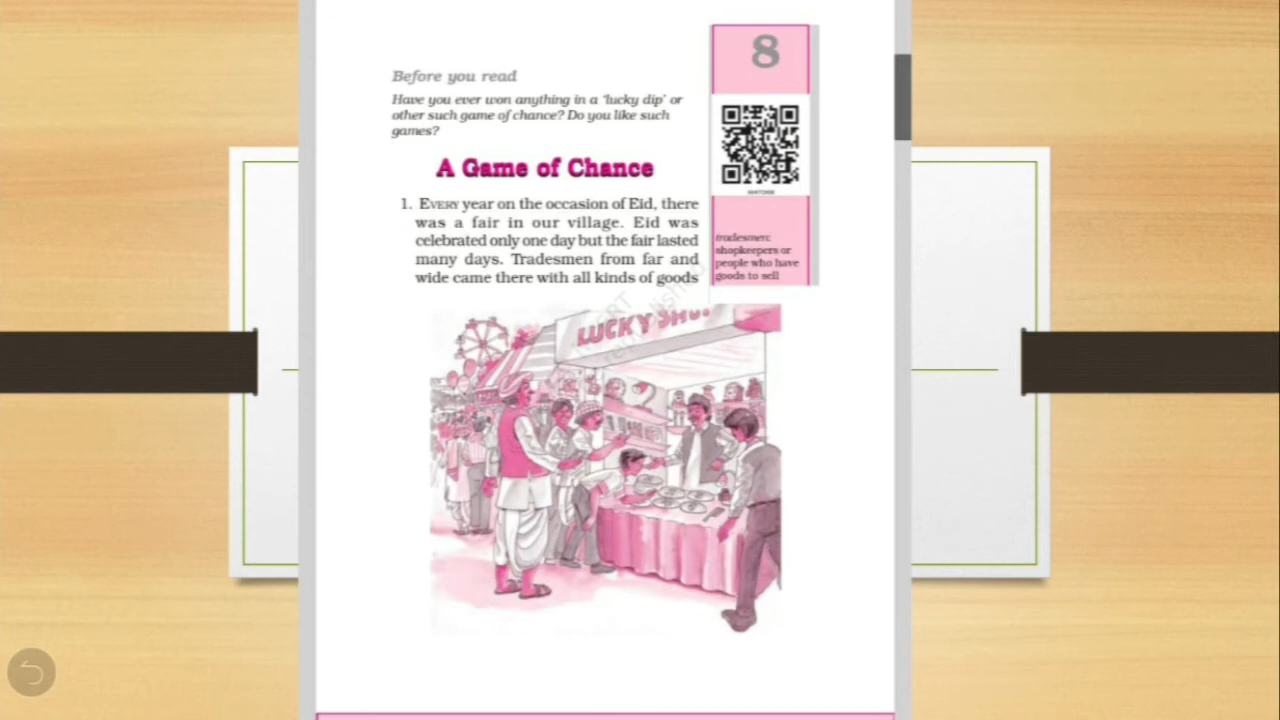 8
Before you read
Have you ever won anything in a 'lucky dip' or
other such game of chance? Do you like such
games?
A Game of Chance
1. EVERY year on the occasion of Eid, there
was a fair in our village. Eid was
celebrated only one day but the fair lasted
many days. Tradesmen from far and
wide came there with all kinds of goods
tradesmen:
shopkeepers or
people who have
goods to sell
LUCKY SHOP